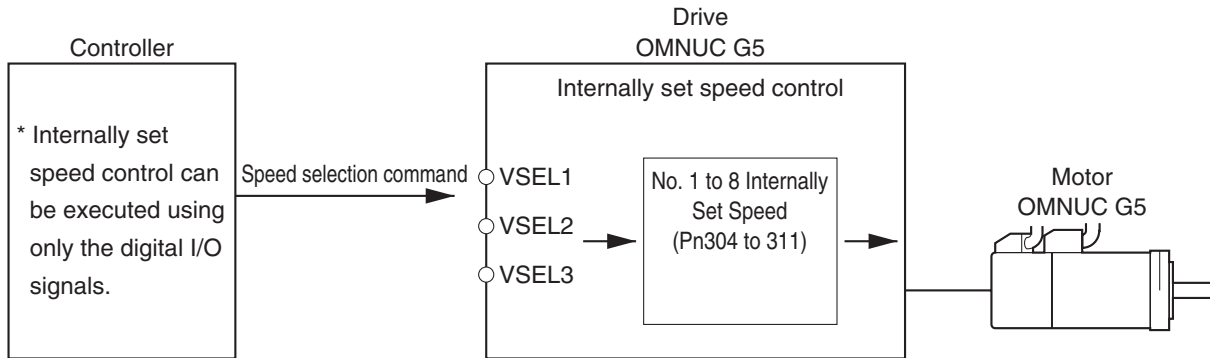 Controller
* Internally set
speed control can
be executed using
only the digital I/O
signals.
Speed selection command
Drive
OMNUC G5
Internally set speed control
VSEL1
VSEL2
VSEL3
No. 1 to 8 Internally
Set Speed
(Pn304 to 311)
Motor
OMNUC G5